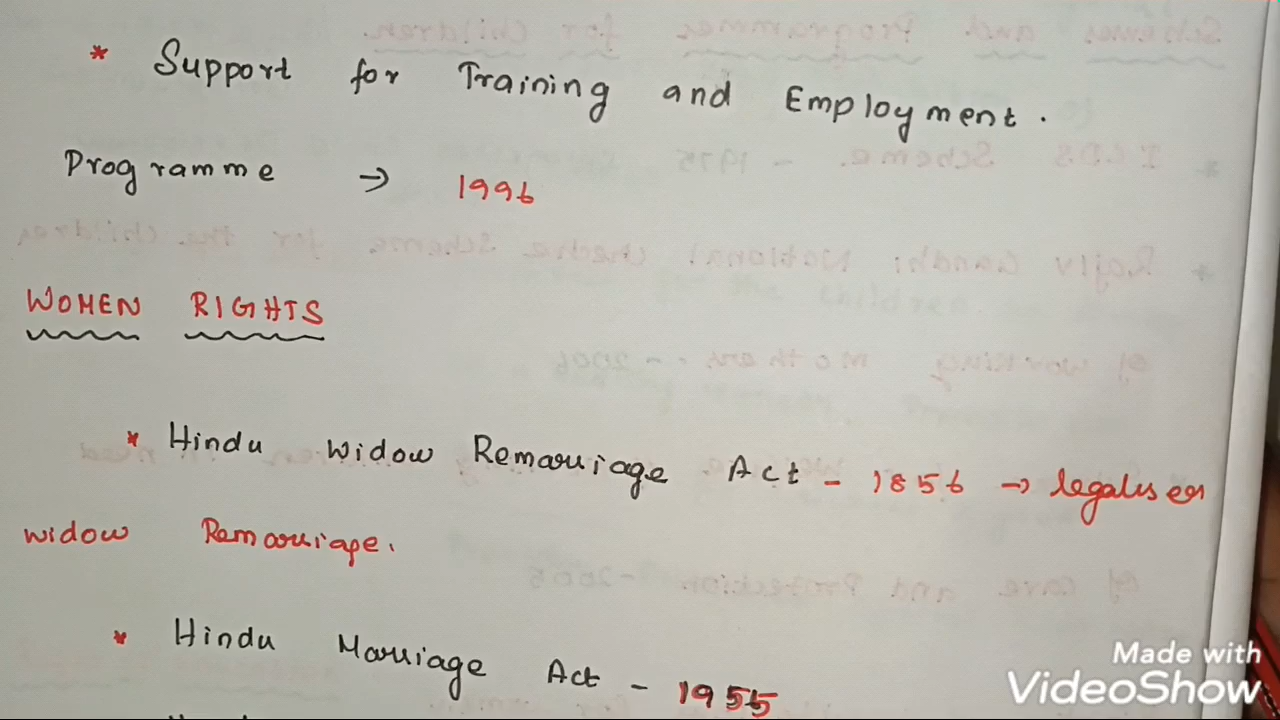 * Support for Training and Employment.
Programme → 1996
WOMEN RIGHTS
* Hindu Widow Remarriage Act - 1856 → legalises
widow Remarriage.
* Hindu Marriage Act - 1955
Made with
VideoShow